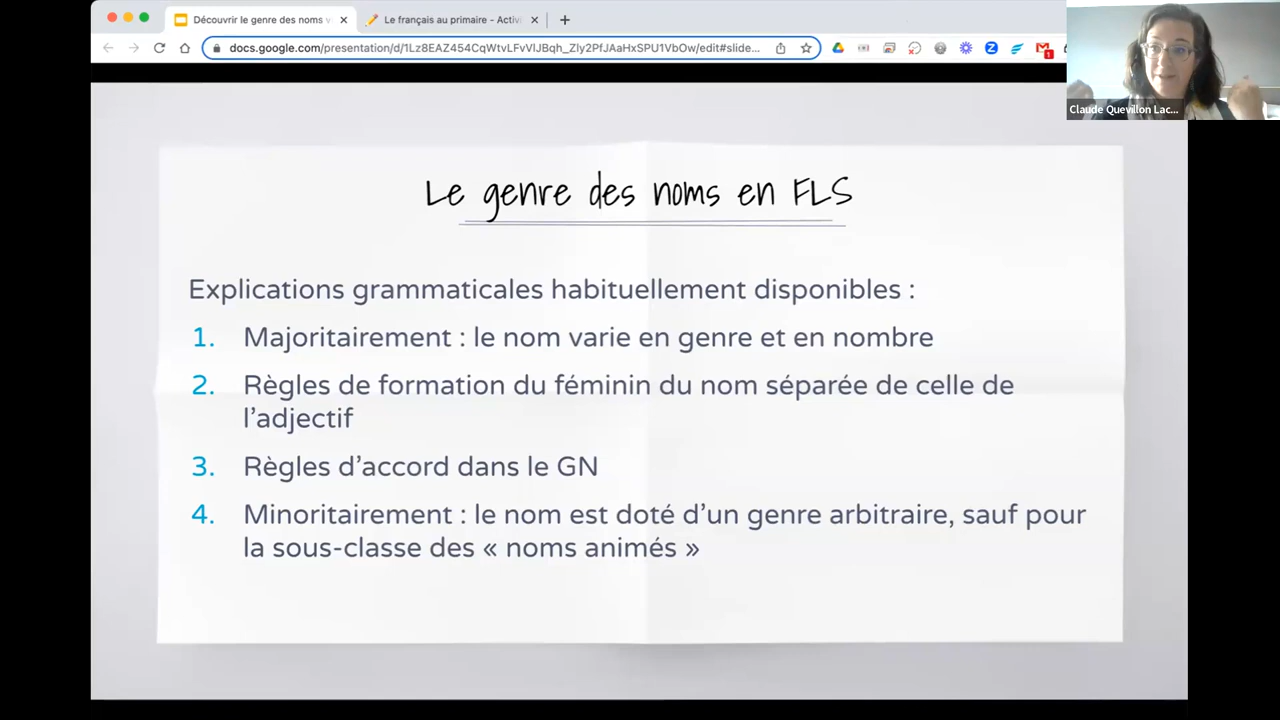 Découvrir le genre des noms v
Le français au primaire - Activi
docs.google.com/presentation/d/1Lz8EAZ454CqWtvLFvVlJBqh_Zly2PfJAaHxSPU1VbOw/edit#slide...
Claude Quevillon Lac...
Le genre des noms en FLS
Explications grammaticales habituellement disponibles :
1. Majoritairement : le nom varie en genre et en nombre
2. Règles de formation du féminin du nom séparée de celle de
l'adjectif
3. Règles d'accord dans le GN
4. Minoritairement : le nom est doté d'un genre arbitraire, sauf pour
la sous-classe des « noms animés »